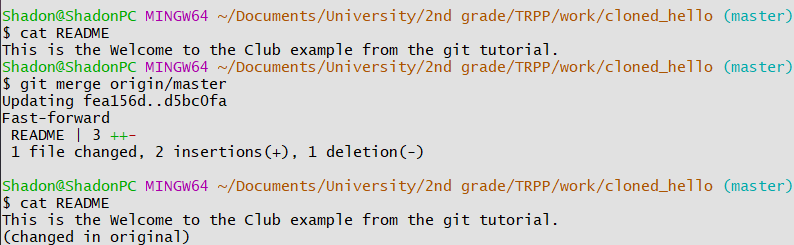 Shadon@ShadonPC MINGW64 ~/Documents/University/2nd grade/TRPP/work/cloned_hello (master)
$ cat README
This is the Welcome to the Club example from the git tutorial.
Shadon@ShadonPC MINGW64 ~/Documents/University/2nd grade/TRPP/work/cloned_hello (master)
$ git merge origin/master
Updating fea156d..d5bc0fa
Fast-forward
 README | 3 ++-
 1 file changed, 2 insertions(+), 1 deletion(-)
Shadon@ShadonPC MINGW64 ~/Documents/University/2nd grade/TRPP/work/cloned_hello (master)
$ cat README
This is the Welcome to the Club example from the git tutorial.
(changed in original)